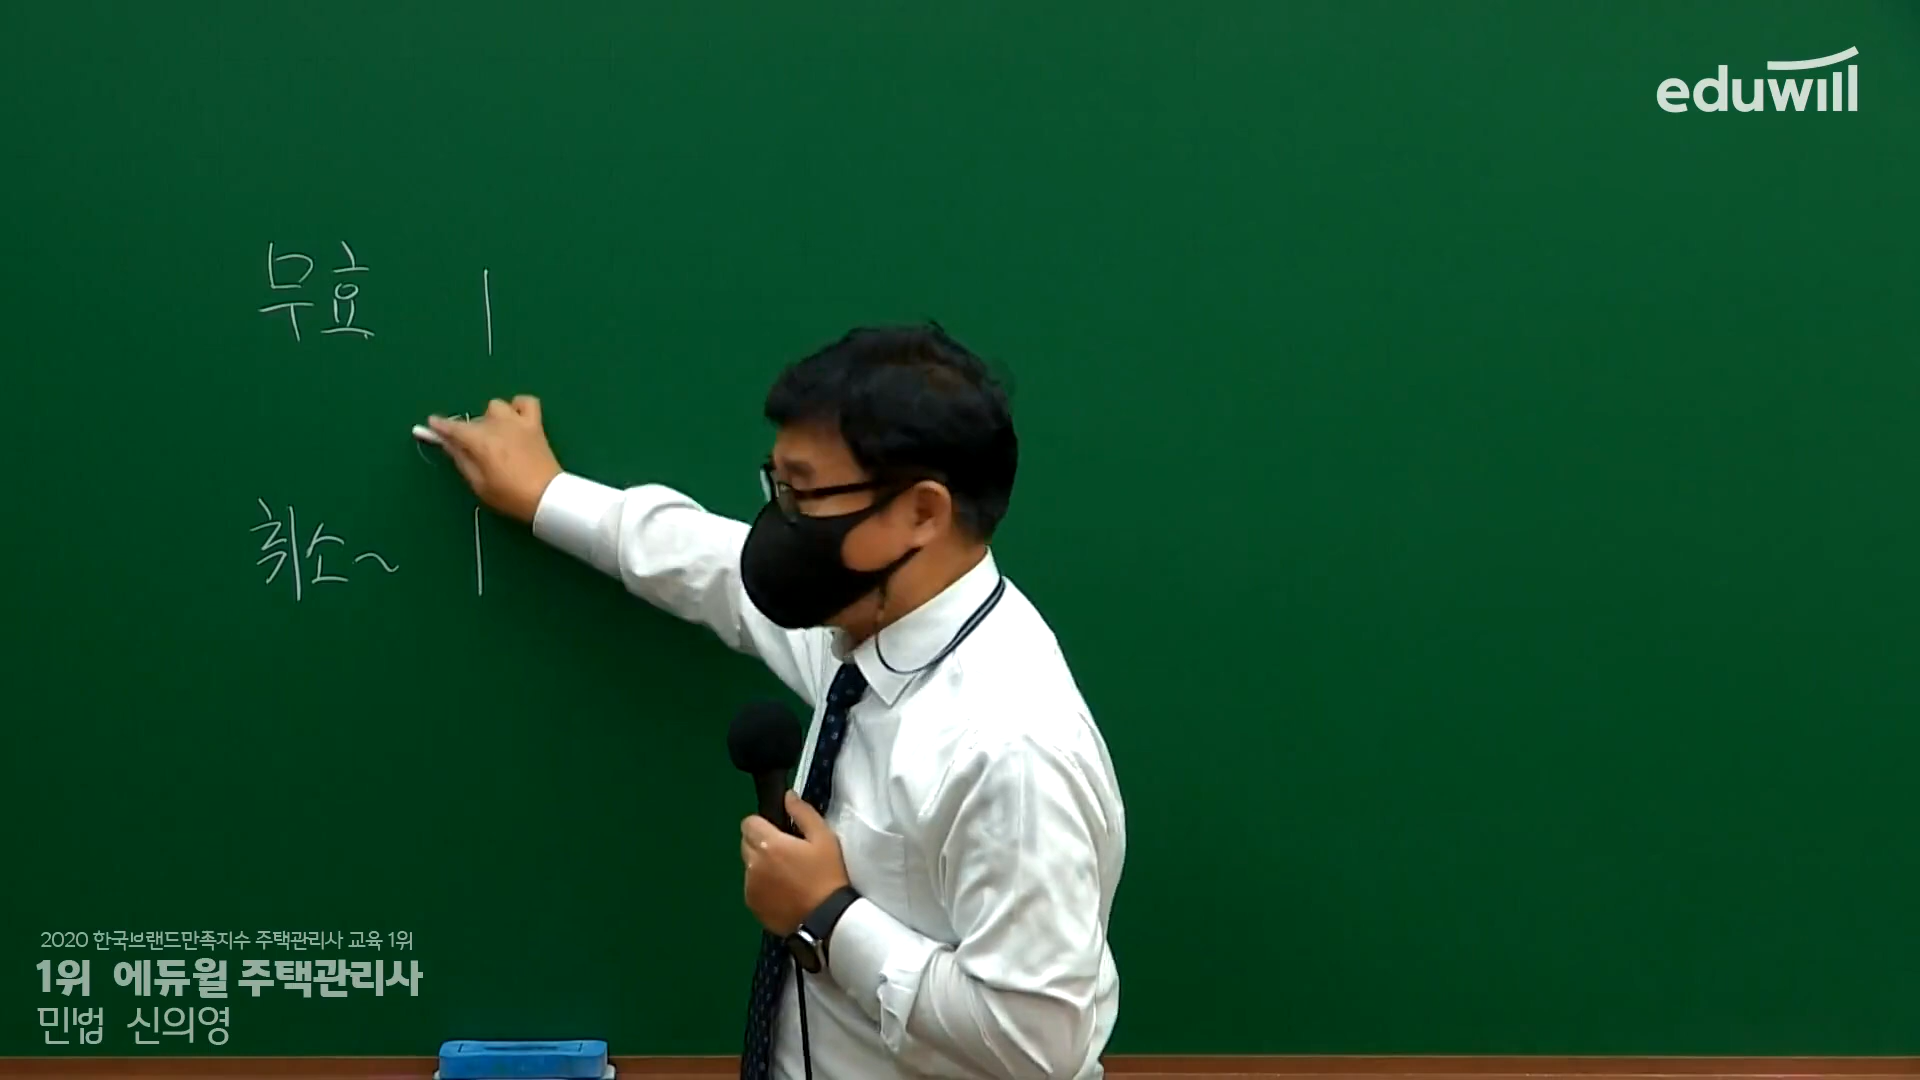 eduwill
무효 |
취소~ |
2020 한국브랜드만족지수 주택관리사 교육 1위
1위 에듀윌 주택관리사
민법 신의영